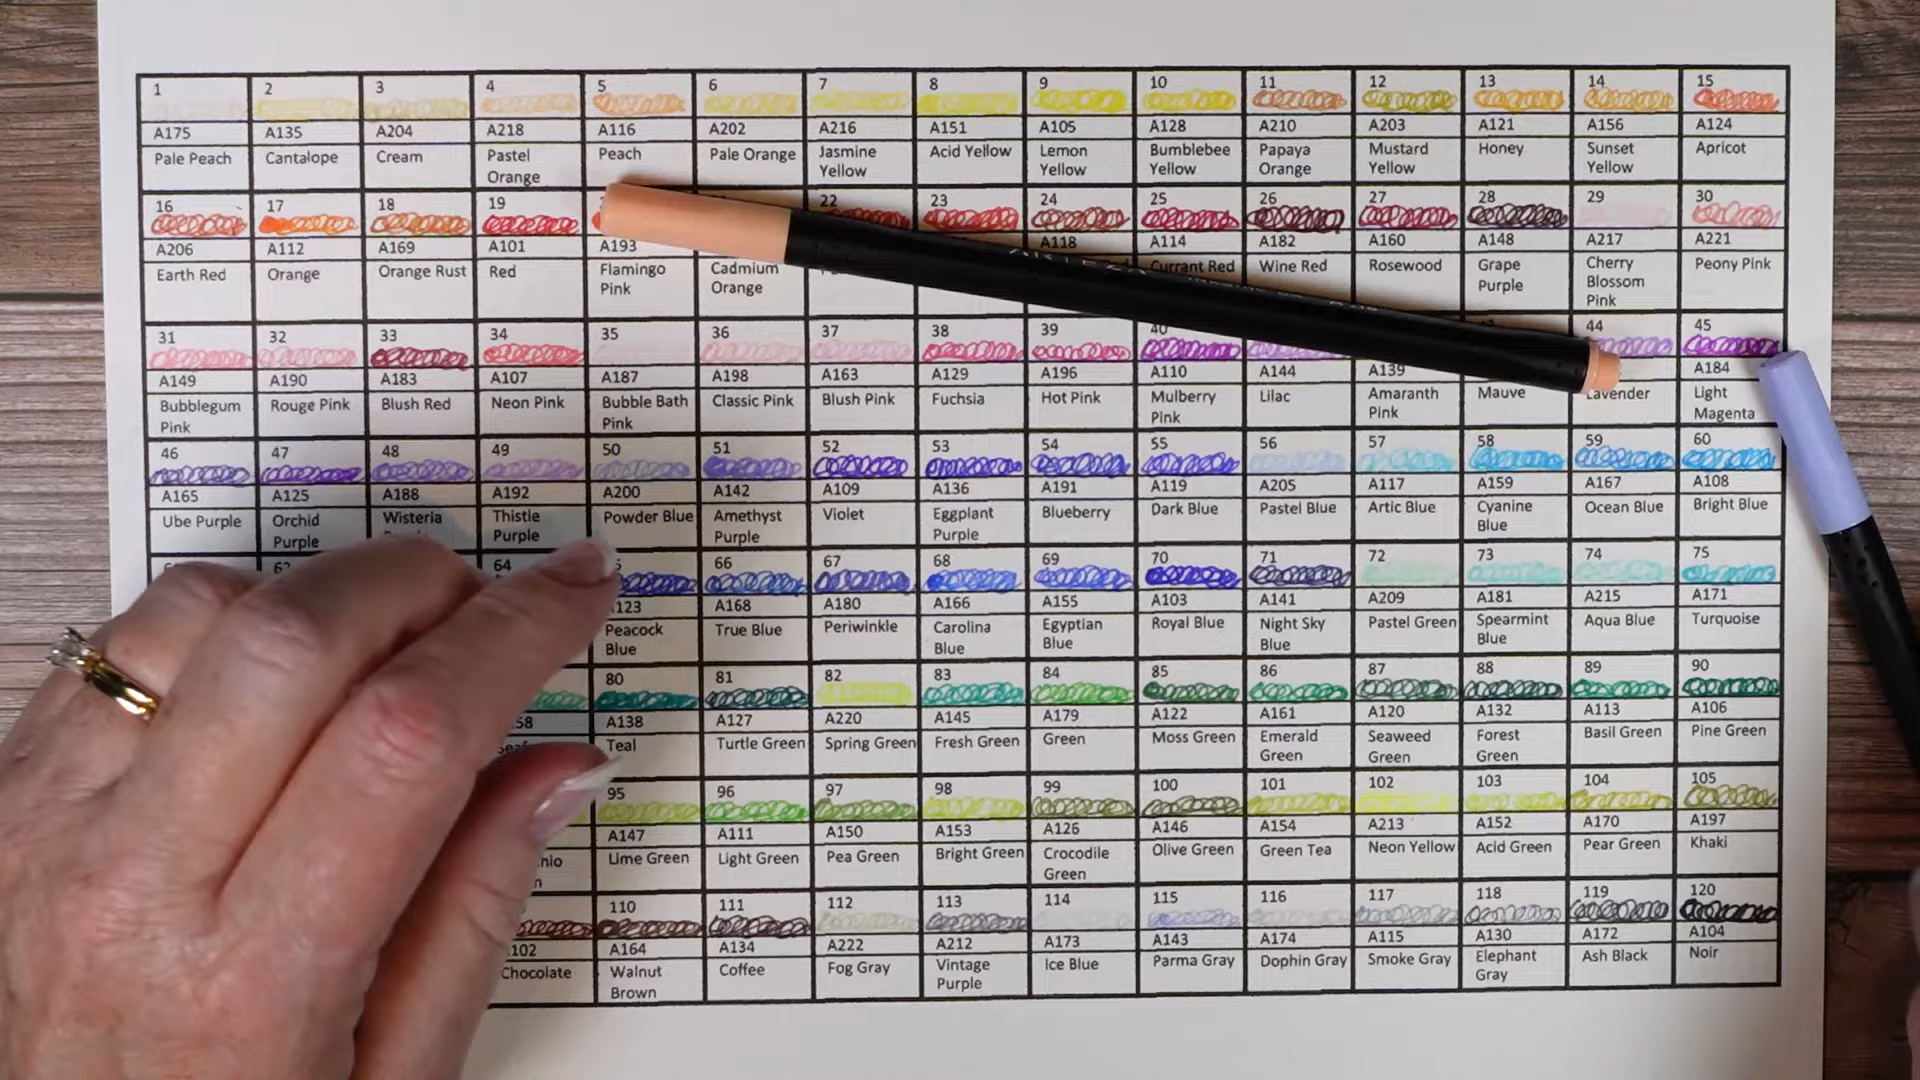 1 2 3 4 5 6 7 8 9 10 11 12 13 14 15
A175 A135 A204 A218 A116 A202 A216 A151 A105 A128 A210 A203 A121 A156 A124
Pale Peach Cantalope Cream Pastel Peach Pale Orange Jasmine Acid Yellow Lemon Bumblebee Papaya Mustard Honey Sunset Apricot
Orange Yellow Yellow Yellow Orange Yellow Yellow
16 17 18 19 22 23 24 25 26 27 28 29 30
A206 A112 A169 A101 A193 A118 A114 A182 A160 A148 A217 A221
Earth Red Orange Orange Rust Red Flamingo Cadmium Currant Red Wine Red Rosewood Grape Cherry Peony Pink
Pink Orange Purple Blossom
Pink
31 32 33 34 35 36 37 38 39 40 44 45
A149 A190 A183 A107 A187 A198 A163 A129 A196 A110 A144 A139 A184
Bubblegum Rouge Pink Blush Red Neon Pink Bubble Bath Classic Pink Blush Pink Fuchsia Hot Pink Mulberry Lilac Amaranth Mauve Lavender Light
Pink Pink Pink Pink Magenta
46 47 48 49 50 51 52 53 54 55 56 57 58 59 60
A165 A125 A188 A192 A200 A142 A109 A136 A191 A119 A205 A117 A159 A167 A108
Ube Purple Orchid Wisteria Thistle Powder Blue Amethyst Violet Eggplant Blueberry Dark Blue Pastel Blue Artic Blue Cyanine Ocean Blue Bright Blue
Purple Purple Purple Purple Blue
64 66 67 68 69 70 71 72 73 74 75
123 A168 A180 A166 A155 A103 A141 A209 A181 A215 A171
Peacock True Blue Periwinkle Carolina Egyptian Royal Blue Night Sky Pastel Green Spearmint Aqua Blue Turquoise
Blue Blue Blue Blue Blue
80 81 82 83 84 85 86 87 88 89 90
58 A138 A127 A220 A145 A179 A122 A161 A120 A132 A113 A106
Teal Turtle Green Spring Green Fresh Green Green Moss Green Emerald Seaweed Forest Basil Green Pine Green
Green Green Green
95 96 97 98 99 100 101 102 103 104 105
A147 A111 A150 A153 A126 A146 A154 A213 A152 A170 A197
hio Lime Green Light Green Pea Green Bright Green Crocodile Olive Green Green Tea Neon Yellow Acid Green Pear Green Khaki
n Green
110 111 112 113 114 115 116 117 118 119 120
102 A164 A134 A222 A212 A173 A143 A174 A115 A130 A172 A104
Chocolate Walnut Coffee Fog Gray Vintage Ice Blue Parma Gray Dophin Gray Smoke Gray Elephant Ash Black Noir
Brown Purple Gray